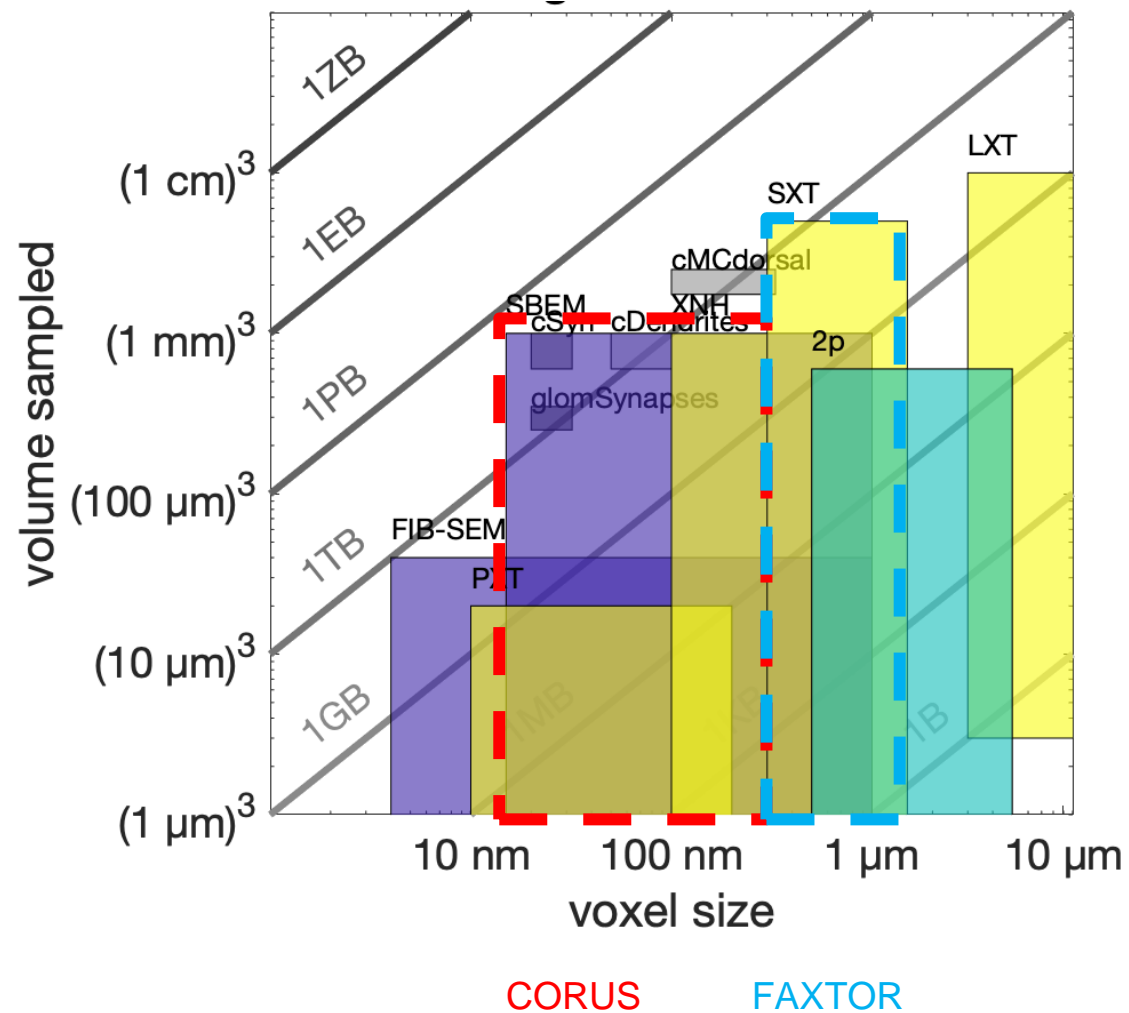 1ZB
LXT
(1 cm)³
SXT
1EB
cMCdorsal
SBEM
XNH
cSyn
cDendrites
(1 mm)³
2p
1PB
glomSynapses
(100 µm)³
FIB-SEM
1TB
PXT
(10 µm)³
1GB
1MB
1KB
1B
(1 µm)³
10 nm 100 nm 1 µm 10 µm
voxel size
volume sampled
CORUS FAXTOR